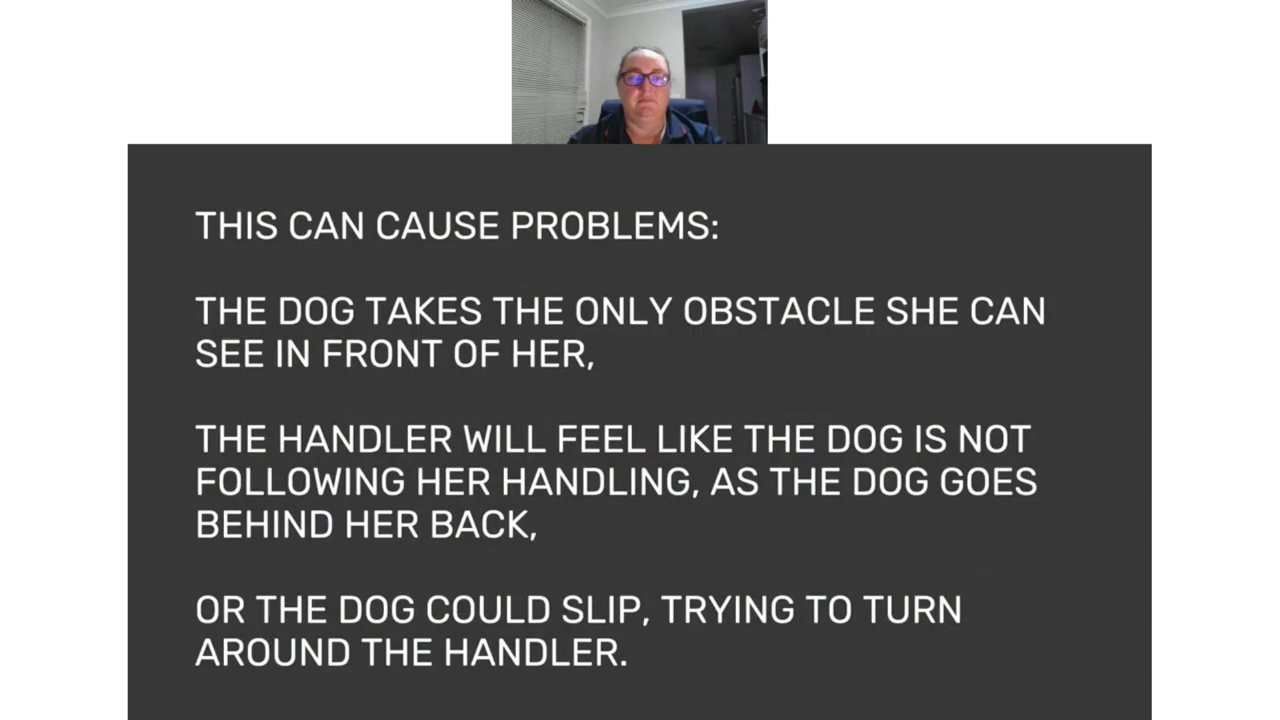 THIS CAN CAUSE PROBLEMS:
THE DOG TAKES THE ONLY OBSTACLE SHE CAN
SEE IN FRONT OF HER,
THE HANDLER WILL FEEL LIKE THE DOG IS NOT
FOLLOWING HER HANDLING, AS THE DOG GOES
BEHIND HER BACK,
OR THE DOG COULD SLIP, TRYING TO TURN
AROUND THE HANDLER.